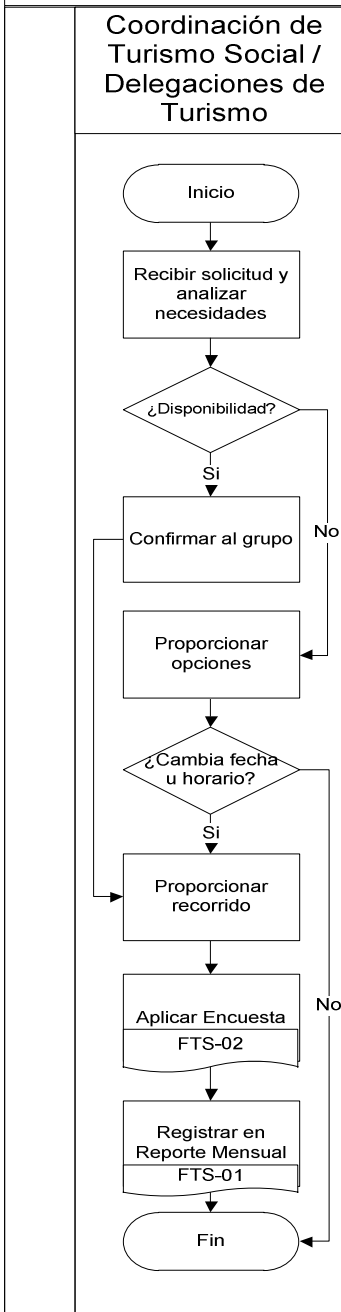 Coordinación de
Turismo Social /
Delegaciones de
Turismo
Inicio
Recibir solicitud y
analizar
necesidades
¿Disponibilidad?
Si
No
Confirmar al grupo
Proporcionar
opciones
¿Cambia fecha
u horario?
Si
No
Proporcionar
recorrido
Aplicar Encuesta
FTS-02
Registrar en
Reporte Mensual
FTS-01
Fin